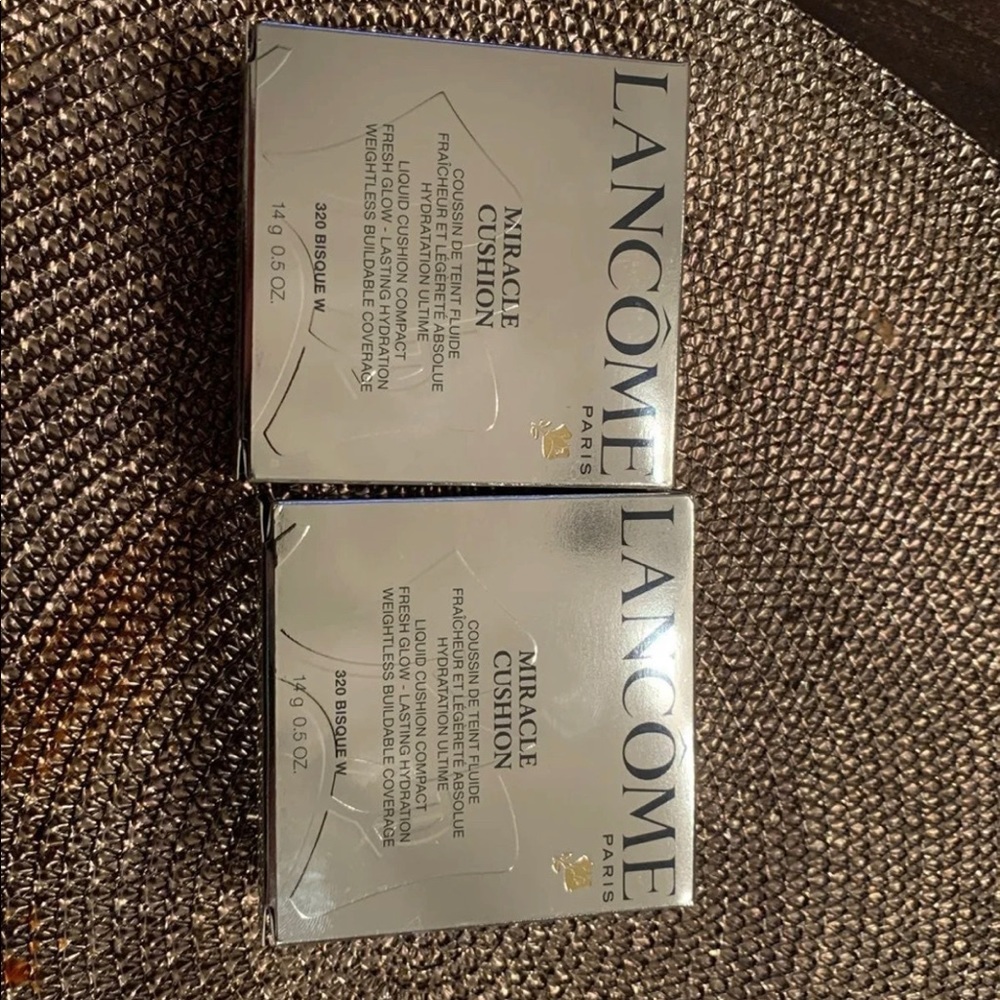 LANCÔME
PARIS
MIRACLE
CUSHION
COUSSIN DE TEINT FLUIDE
FRAÎCHEUR ET LÉGÈRETÉ ABSOLUE
HYDRATATION ULTIME
LIQUID CUSHION COMPACT
FRESH GLOW - LASTING HYDRATION
WEIGHTLESS BUILDABLE COVERAGE
320 BISQUE W
14 g 0.5 OZ.
LANCÔME
PARIS
MIRACLE
CUSHION
COUSSIN DE TEINT FLUIDE
FRAÎCHEUR ET LÉGÈRETÉ ABSOLUE
HYDRATATION ULTIME
LIQUID CUSHION COMPACT
FRESH GLOW - LASTING HYDRATION
WEIGHTLESS BUILDABLE COVERAGE
320 BISQUE W
14 g 0.5 OZ.